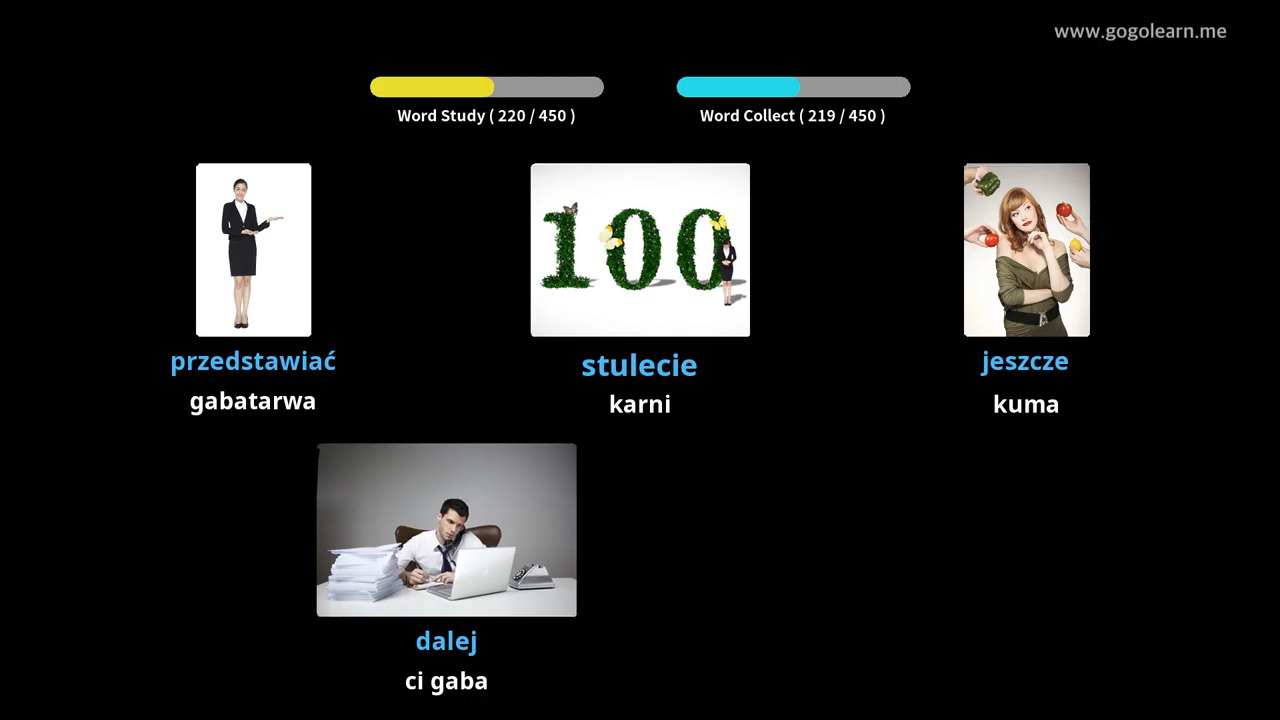 www.gogolearn.me
Word Study ( 220 / 450 )
Word Collect ( 219 / 450 )
100
przedstawiać
gabatarwa
stulecie
karni
jeszcze
kuma
dalej
ci gaba